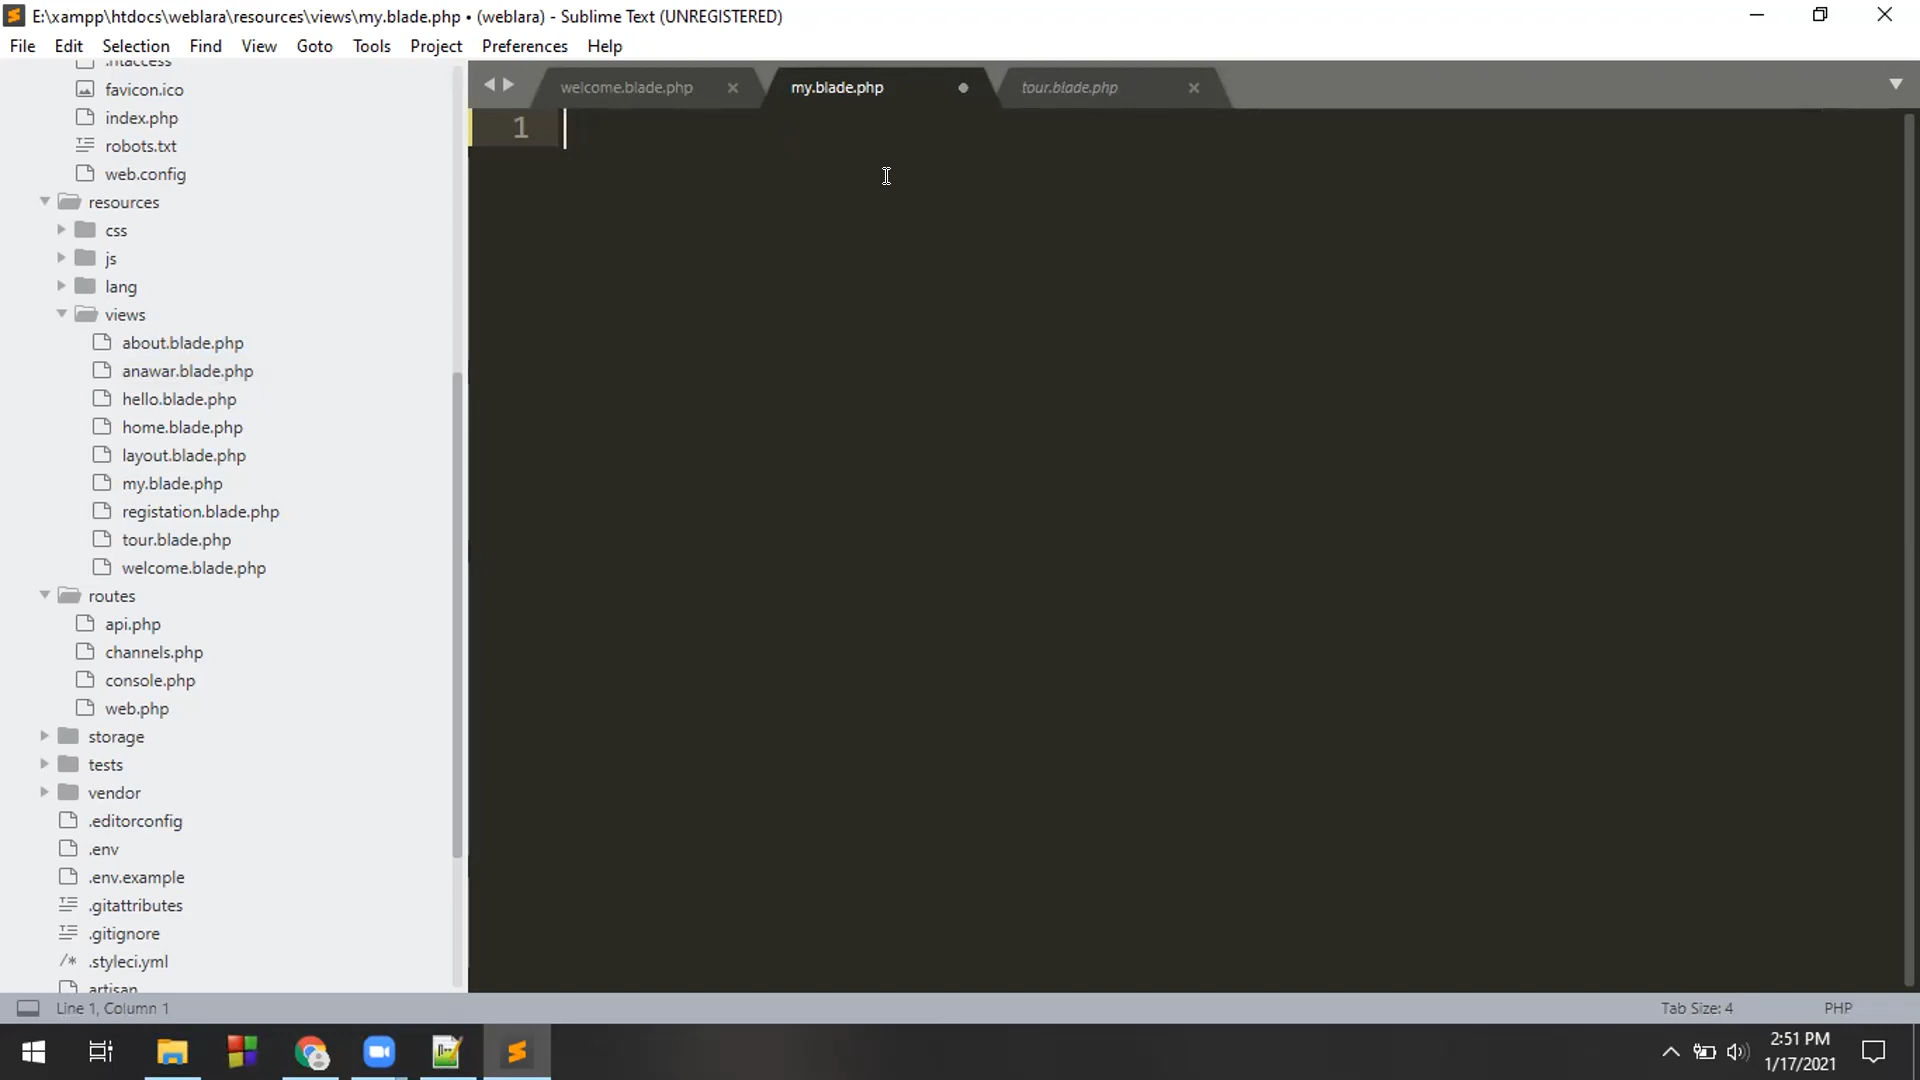 E:\xampp\htdocs\weblara\resources\views\my.blade.php • (weblara) - Sublime Text (UNREGISTERED)
File Edit Selection Find View Goto Tools Project Preferences Help
welcome.blade.php my.blade.php tour.blade.php
1
.htaccess
favicon.ico
index.php
robots.txt
web.config
resources
css
js
lang
views
about.blade.php
anawar.blade.php
hello.blade.php
home.blade.php
layout.blade.php
my.blade.php
registation.blade.php
tour.blade.php
welcome.blade.php
routes
api.php
channels.php
console.php
web.php
storage
tests
vendor
.editorconfig
.env
.env.example
.gitattributes
.gitignore
/* .styleci.yml
artisan
Line 1, Column 1 Tab Size: 4 PHP
2:51 PM
1/17/2021